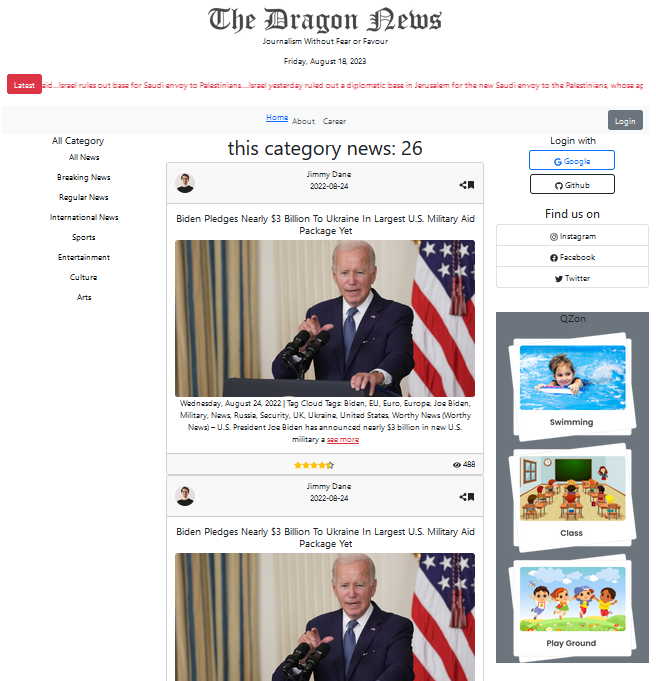 The Dragon News
Journalism Without Fear or Favour
Friday, August 18, 2023
Latest
aid...Israel rules out base for Saudi envoy to Palestinians....Israel yesterday ruled out a diplomatic base in Jerusalem for the new Saudi envoy to the Palestinians, whose ap
Home About Career
Login
All Category
All News
Breaking News
Regular News
International News
Sports
Entertainment
Culture
Arts
this category news: 26
Jimmy Dane
2022-08-24
Biden Pledges Nearly $3 Billion To Ukraine In Largest U.S. Military Aid
Package Yet
Wednesday, August 24, 2022 | Tag Cloud Tags: Biden, EU, Euro, Europe, Joe Biden,
Military, News, Russia, Security, UK, Ukraine, United States, Worthy News (Worthy
News) – U.S. President Joe Biden has announced nearly $3 billion in new U.S.
military a see more
488
Jimmy Dane
2022-08-24
Biden Pledges Nearly $3 Billion To Ukraine In Largest U.S. Military Aid
Package Yet
Login with
Google
Github
Find us on
Instagram
Facebook
Twitter
QZon
Swimming
Class
Play Ground